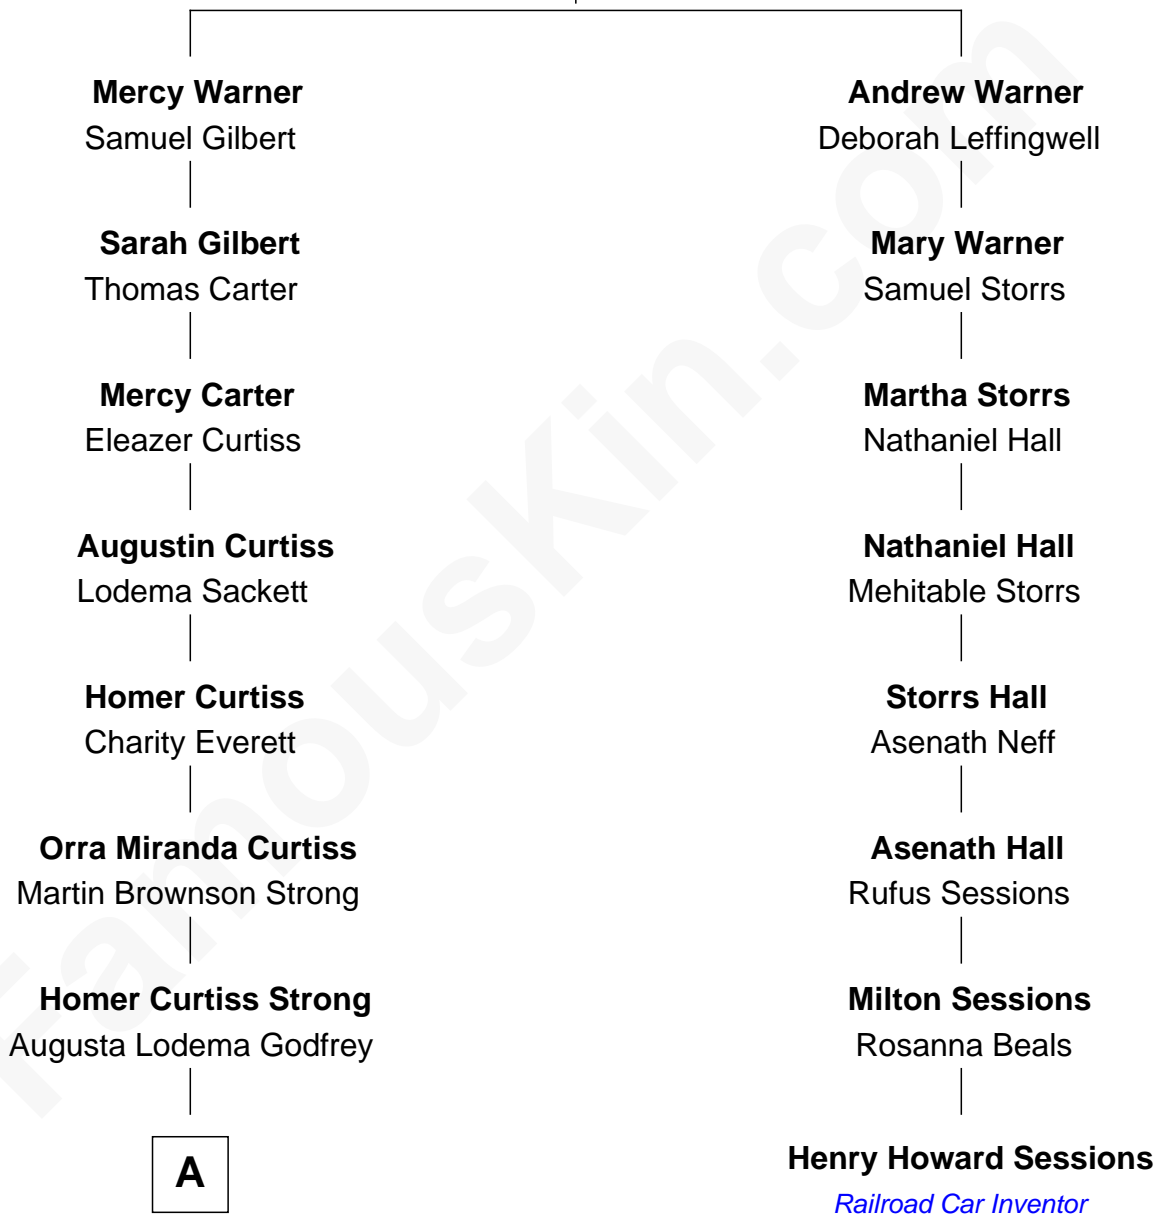 Mercy Warner
Samuel Gilbert
Sarah Gilbert
Thomas Carter
Mercy Carter
Eleazer Curtiss
Augustin Curtiss
Lodema Sackett
Homer Curtiss
Charity Everett
Orra Miranda Curtiss
Martin Brownson Strong
Homer Curtiss Strong
Augusta Lodema Godfrey
A
Andrew Warner
Deborah Leffingwell
Mary Warner
Samuel Storrs
Martha Storrs
Nathaniel Hall
Nathaniel Hall
Mehitable Storrs
Storrs Hall
Asenath Neff
Asenath Hall
Rufus Sessions
Milton Sessions
Rosanna Beals
Henry Howard Sessions
Railroad Car Inventor
FamousKin.com